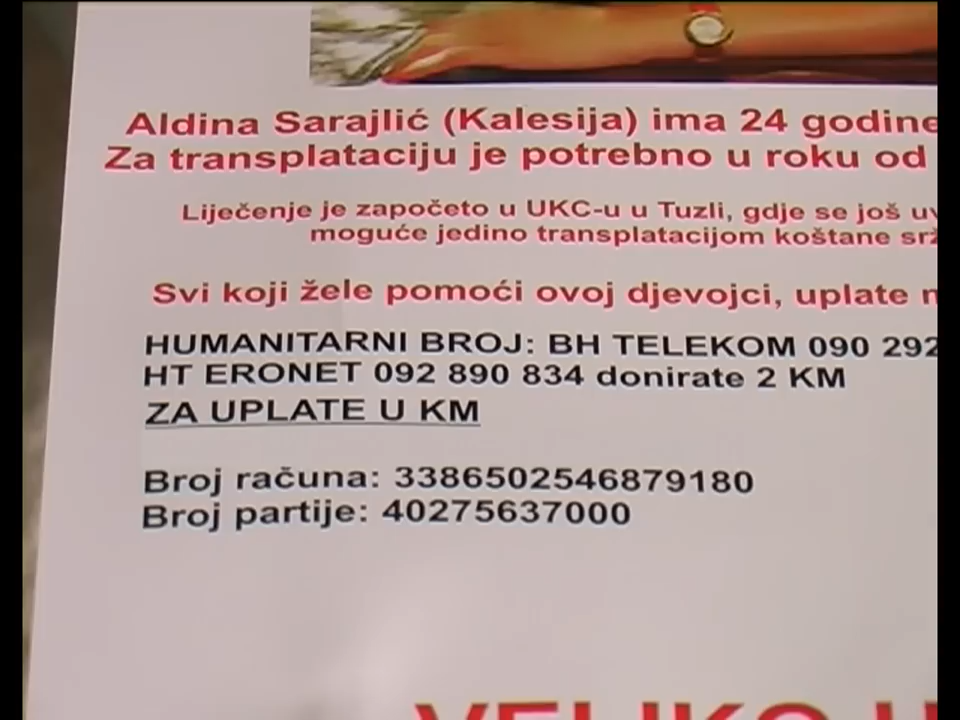 Aldina Sarajlić (Kalesija) ima 24 godine
Za transplataciju je potrebno u roku od
Liječenje je započeto u UKC-u u Tuzli, gdje se još
moguće jedino transplatacijom koštane
Svi koji žele pomoći ovoj djevojci, uplate
HUMANITARNI BROJ: BH TELEKOM 090 292
HT ERONET 092 890 834 donirate 2 KM
ZA UPLATE U KM
Broj računa: 3386502546879180
Broj partije: 40275637000
VELIKO